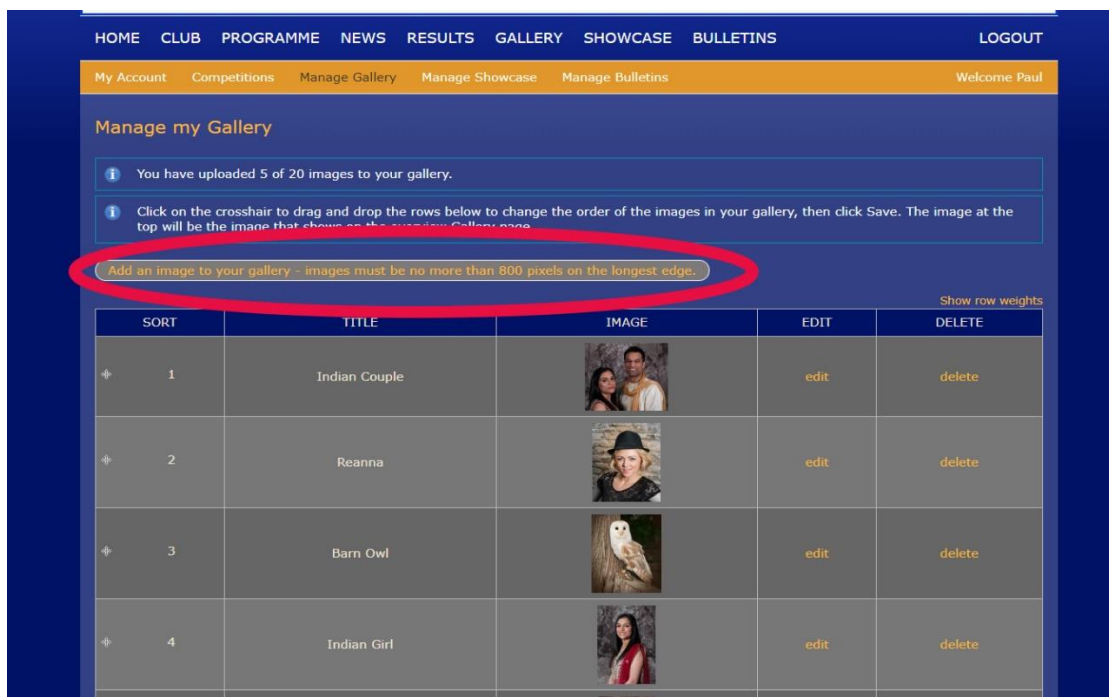 HOME CLUB PROGRAMME NEWS RESULTS GALLERY SHOWCASE BULLETINS LOGOUT
My Account Competitions Manage Gallery Manage Showcase Manage Bulletins Welcome Paul
Manage my Gallery
You have uploaded 5 of 20 images to your gallery.
Click on the crosshair to drag and drop the rows below to change the order of the images in your gallery, then click Save. The image at the
top will be the image that shows on the overview Gallery page.
Add an image to your gallery - images must be no more than 800 pixels on the longest edge.
Show row weights
SORT TITLE IMAGE EDIT DELETE
1 Indian Couple edit delete
2 Reanna edit delete
3 Barn Owl edit delete
4 Indian Girl edit delete